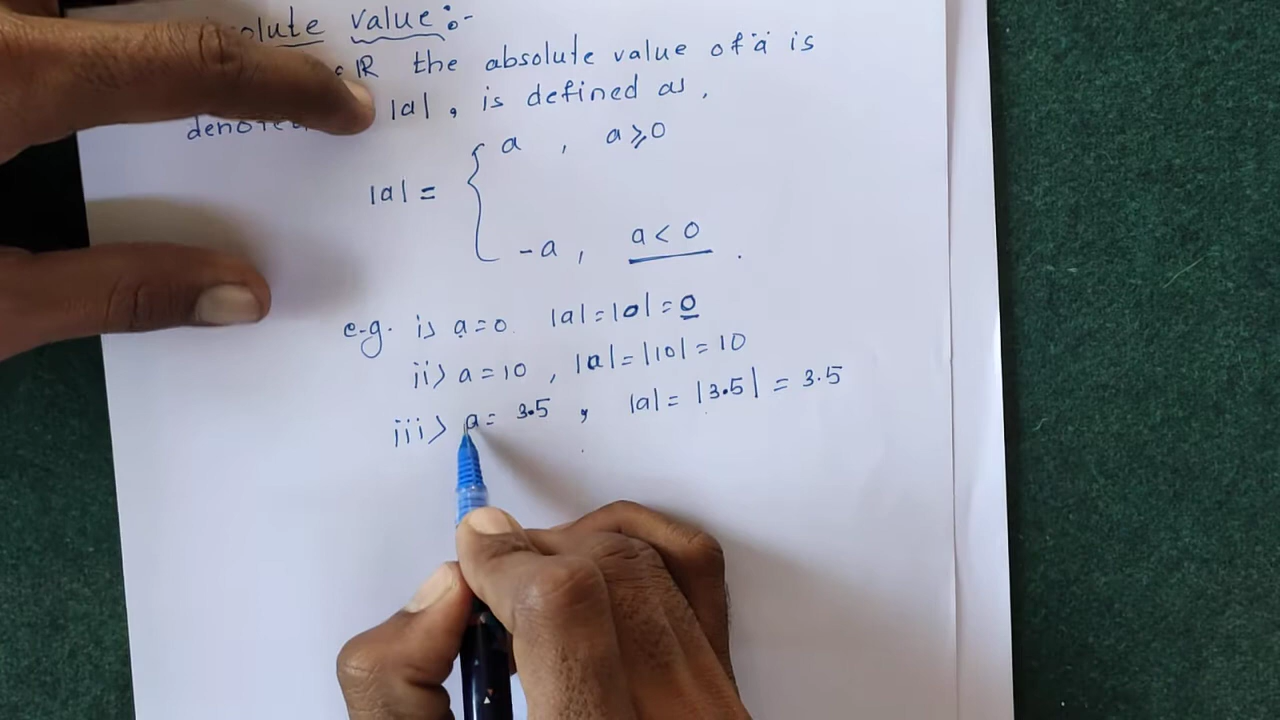 value :-
IR the absolute value of "a" is
|a| , is defined as ,
|a| = { a , a ⩾ 0
-a , a < 0 .
e-g. i> a = 0. |a| = |0| = 0
ii> a = 10 , |a| = |10| = 10
iii> a = 3.5 , |a| = |3.5| = 3.5